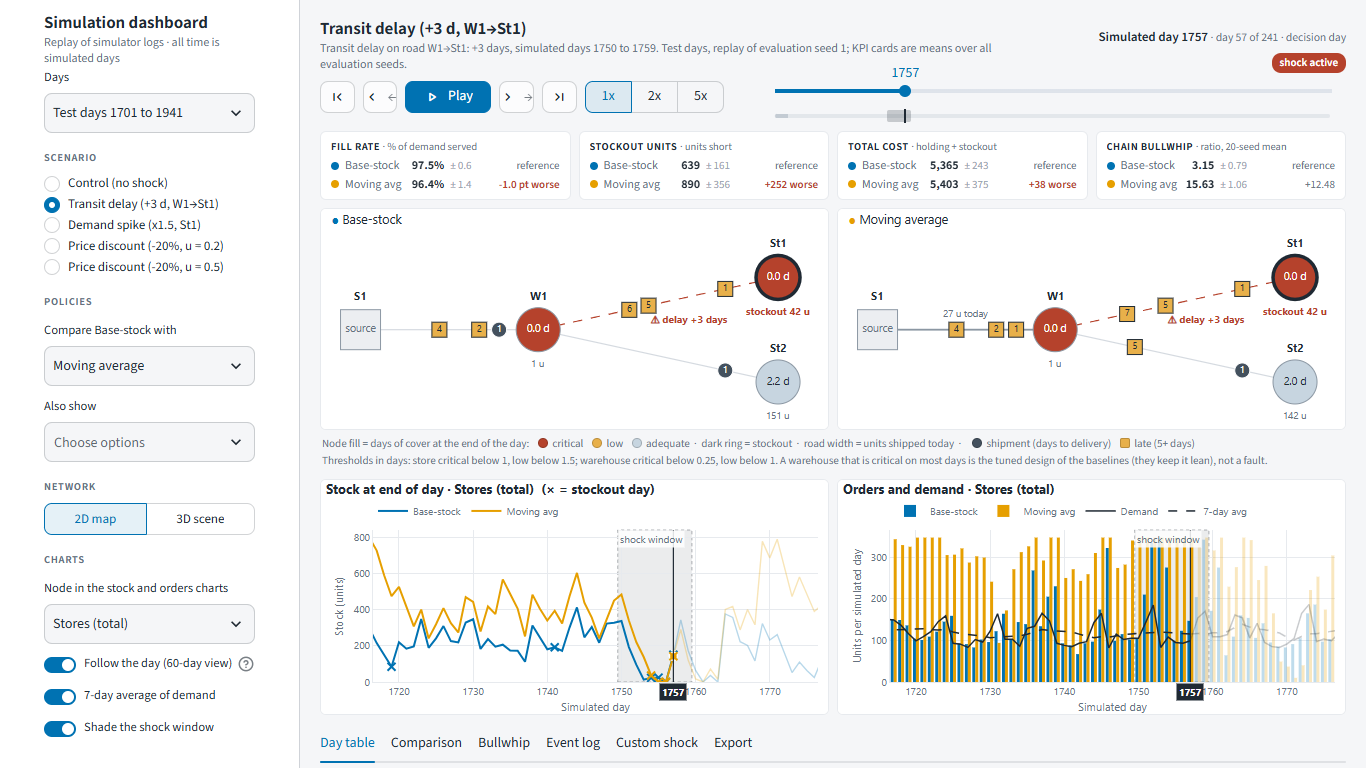 Simulation dashboard
Replay of simulator logs · all time is
simulated days
Days
Test days 1701 to 1941
SCENARIO
Control (no shock)
Transit delay (+3 d, W1→St1)
Demand spike (x1.5, St1)
Price discount (-20%, u = 0.2)
Price discount (-20%, u = 0.5)
POLICIES
Compare Base-stock with
Moving average
Also show
Choose options
NETWORK
2D map 3D scene
CHARTS
Node in the stock and orders charts
Stores (total)
Follow the day (60-day view)
7-day average of demand
Shade the shock window
Transit delay (+3 d, W1→St1)
Transit delay on road W1→St1: +3 days, simulated days 1750 to 1759. Test days, replay of evaluation seed 1; KPI cards are means over all
evaluation seeds.
Simulated day 1757 · day 57 of 241 · decision day
shock active
Play
1x 2x 5x
1757
FILL RATE · % of demand served
Base-stock 97.5% ± 0.6 reference
Moving avg 96.4% ± 1.4 -1.0 pt worse
STOCKOUT UNITS · units short
Base-stock 639 ± 161 reference
Moving avg 890 ± 356 +252 worse
TOTAL COST · holding + stockout
Base-stock 5,365 ± 243 reference
Moving avg 5,403 ± 375 +38 worse
CHAIN BULLWHIP · ratio, 20-seed mean
Base-stock 3.15 ± 0.79 reference
Moving avg 15.63 ± 1.06 +12.48
Base-stock
St1
0.0 d
stockout 42 u
S1
source
W1
0.0 d
1 u
4 2 1
6 5 1
⚠ delay +3 days
St2
1
2.2 d
151 u
Moving average
St1
0.0 d
stockout 42 u
S1
source
27 u today
W1
0.0 d
1 u
4 2 1
7 5 1
⚠ delay +3 days
5
St2
1
2.0 d
142 u
Node fill = days of cover at the end of the day: critical low adequate · dark ring = stockout · road width = units shipped today · shipment (days to delivery) late (5+ days)
Thresholds in days: store critical below 1, low below 1.5; warehouse critical below 0.25, low below 1. A warehouse that is critical on most days is the tuned design of the baselines (they keep it lean), not a fault.
Stock at end of day · Stores (total) (× = stockout day)
Base-stock Moving avg
shock window
Stock (units)
800
600
400
200
0
1720 1730 1740 1750 1757 1760 1770
Simulated day
Orders and demand · Stores (total)
Base-stock Moving avg Demand 7-day avg
shock window
Units per simulated day
300
200
100
0
1720 1730 1740 1750 1757 1760 1770
Simulated day
Day table Comparison Bullwhip Event log Custom shock Export